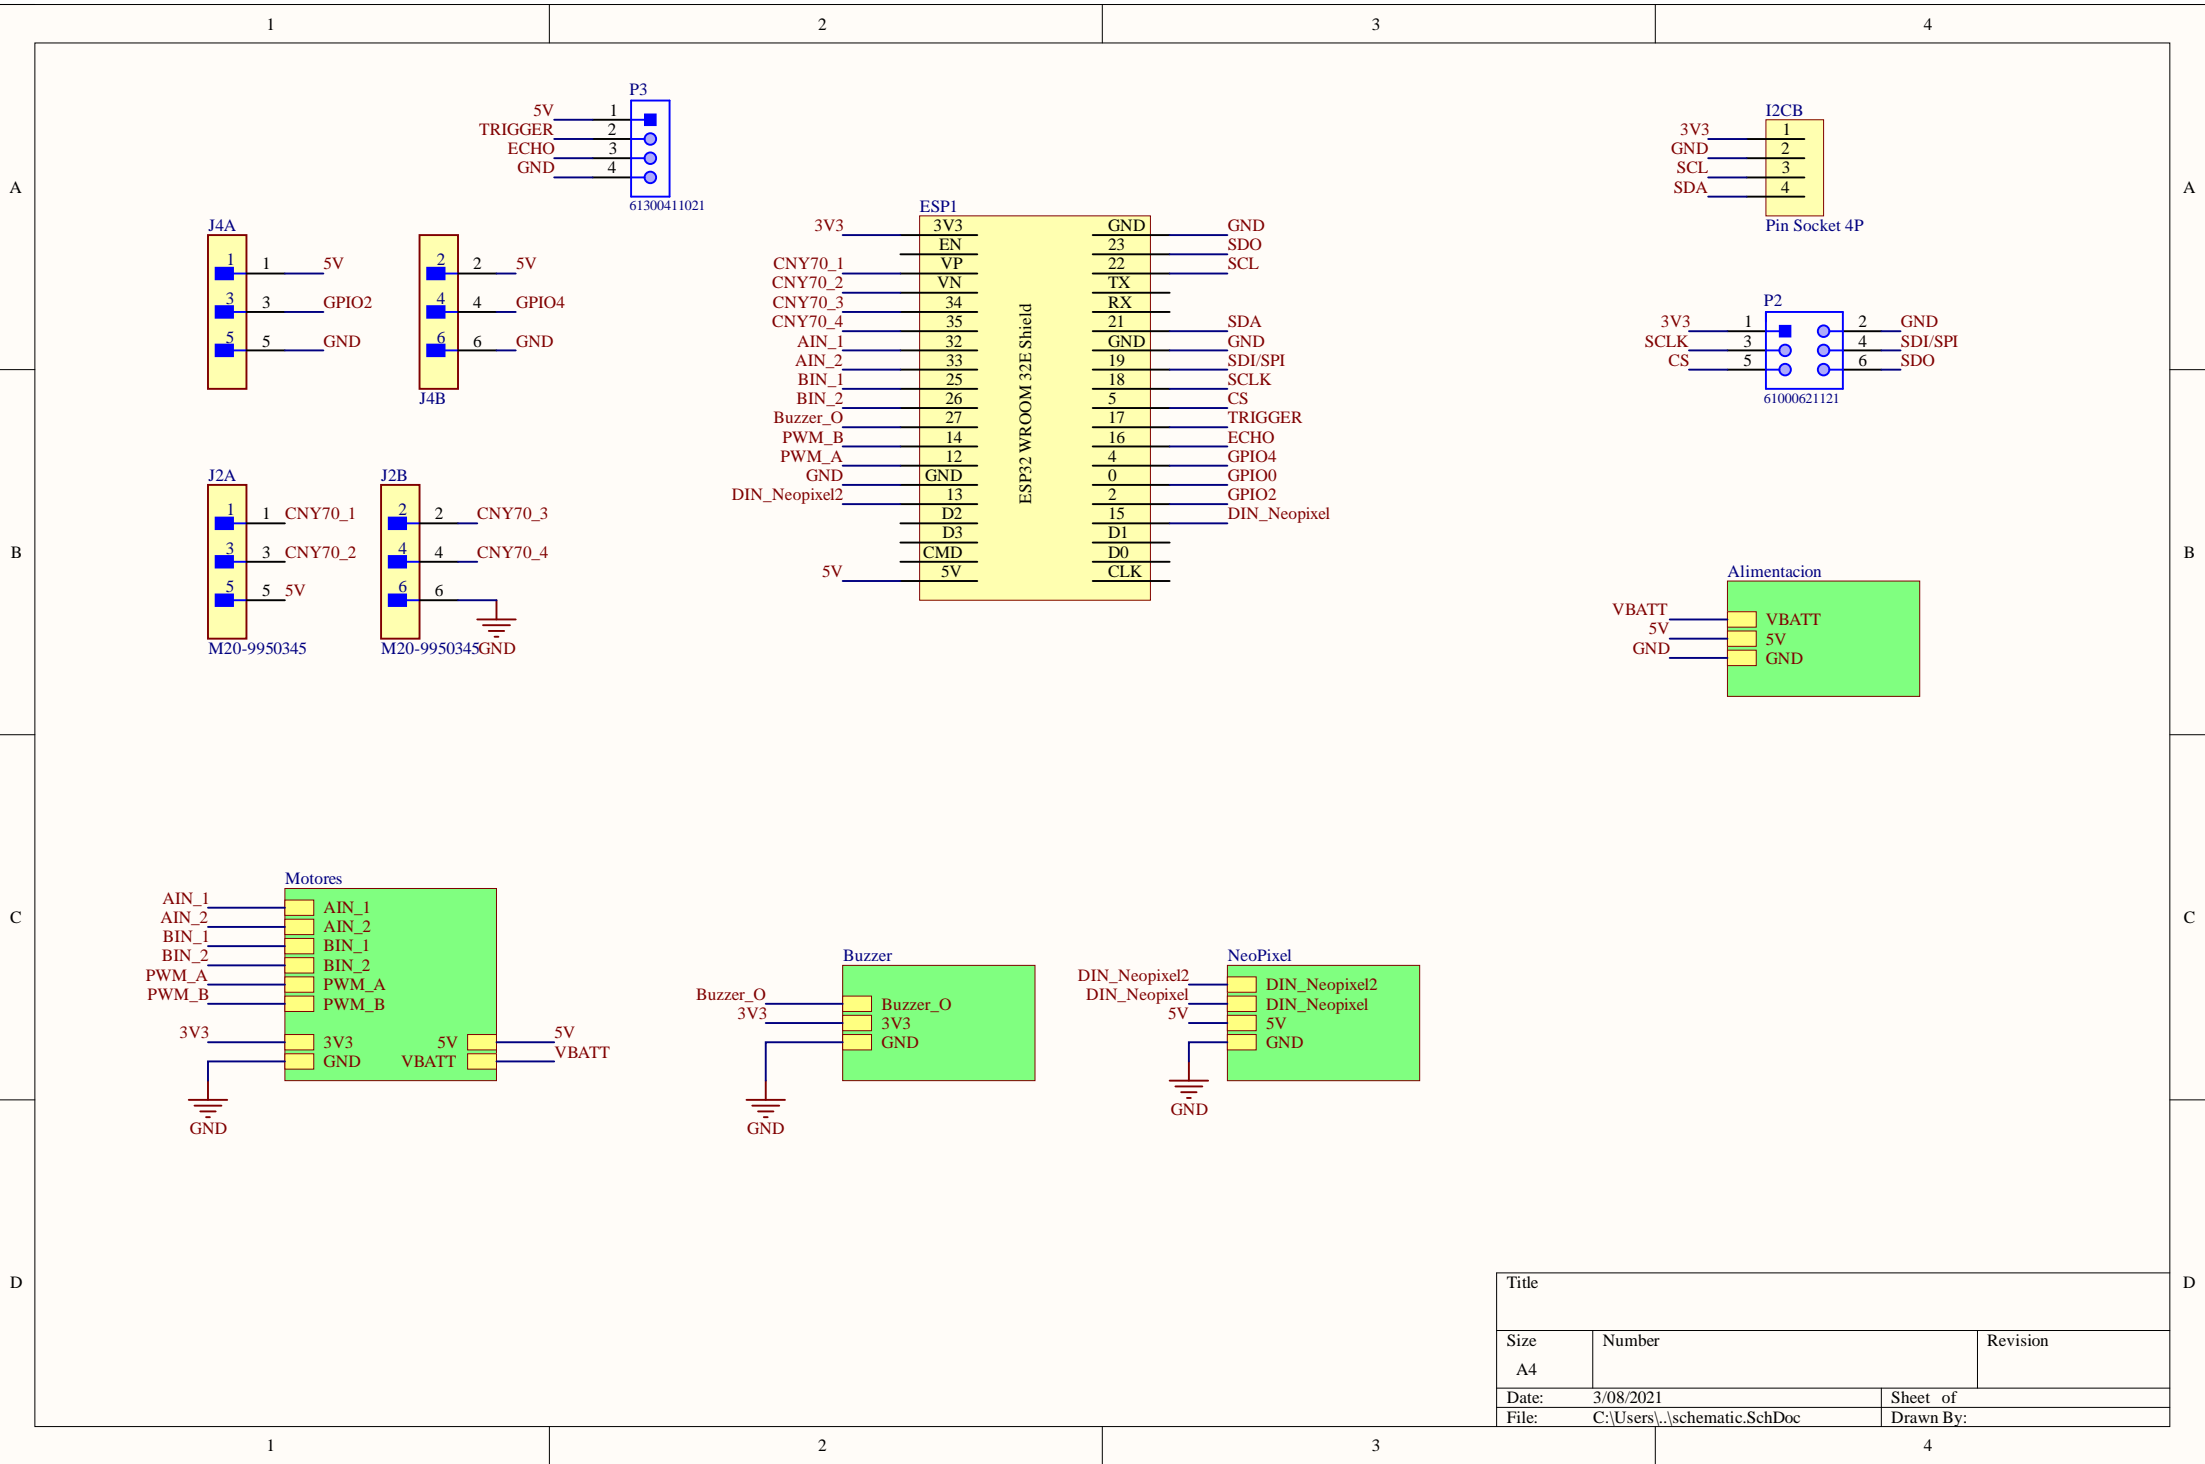 1 2 3 4
A A
B B
C C
D D
P3
5V 1
TRIGGER 2
ECHO 3
GND 4
61300411021
J4A
1 1 5V
3 3 GPIO2
5 5 GND
2 2 5V
4 4 GPIO4
6 6 GND
J4B
J2A
1 1 CNY70_1
3 3 CNY70_2
5 5 5V
M20-9950345
J2B
2 2 CNY70_3
4 4 CNY70_4
6 6
M20-9950345
GND
ESP1
3V3 3V3 GND GND
EN 23 SDO
CNY70_1 VP 22 SCL
CNY70_2 VN TX
CNY70_3 34 RX
CNY70_4 35 21 SDA
AIN_1 32 GND GND
AIN_2 33 19 SDI/SPI
BIN_1 25 18 SCLK
BIN_2 26 5 CS
Buzzer_O 27 17 TRIGGER
PWM_B 14 16 ECHO
PWM_A 12 4 GPIO4
GND GND 0 GPIO0
DIN_Neopixel2 13 2 GPIO2
D2 15 DIN_Neopixel
D3 D1
CMD D0
5V 5V CLK
ESP32 WROOM 32E Shield
I2CB
3V3 1
GND 2
SCL 3
SDA 4
Pin Socket 4P
P2
3V3 1 2 GND
SCLK 3 4 SDI/SPI
CS 5 6 SDO
61000621121
Alimentacion
VBATT VBATT
5V 5V
GND GND
Motores
AIN_1 AIN_1
AIN_2 AIN_2
BIN_1 BIN_1
BIN_2 BIN_2
PWM_A PWM_A
PWM_B PWM_B
3V3 3V3 5V 5V
GND VBATT VBATT
GND
Buzzer
Buzzer_O Buzzer_O
3V3 3V3
GND
GND
NeoPixel
DIN_Neopixel2 DIN_Neopixel2
DIN_Neopixel DIN_Neopixel
5V 5V
GND
GND
Title
Size Number Revision
A4
Date: 3/08/2021 Sheet of
File: C:\Users\..\schematic.SchDoc Drawn By:
1 2 3 4